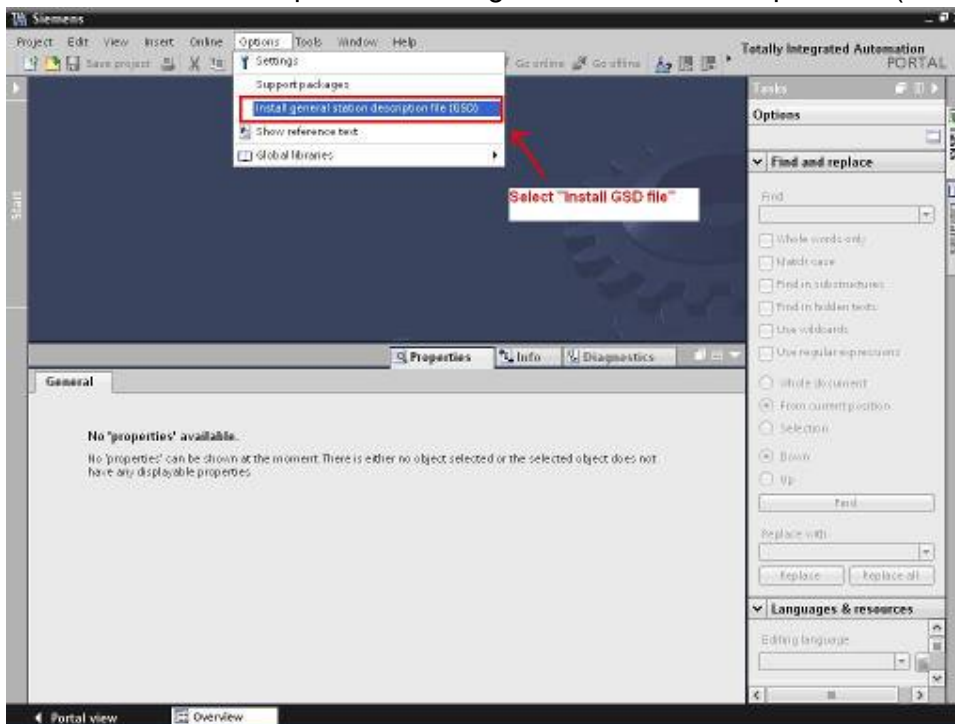 Siemens
Project Edit View Insert Online Options Tools Window Help
Totally Integrated Automation
PORTAL
Save project
Go online Go offline
Settings
Support packages
Install general station description file (GSD)
Show reference text
Global libraries
Select "Install GSD file"
Start
Tasks
Options
Find and replace
Find
Whole words only
Match case
Find in substructures
Find in hidden texts
Use wildcards
Use regular expressions
Whole document
From current position
Selection
Down
Up
Find
Replace with
Replace Replace all
Languages & resources
Editing language
Tasks
Libraries
Properties Info Diagnostics
General
No 'properties' available.
No 'properties' can be shown at the moment. There is either no object selected or the selected object does not
have any displayable properties
Portal view Overview